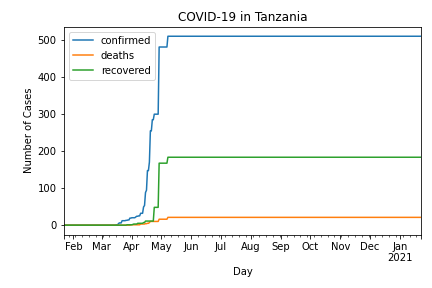 COVID-19 in Tanzania
confirmed
deaths
recovered
Number of Cases
500
400
300
200
100
0
Feb Mar Apr May Jun Jul Aug Sep Oct Nov Dec Jan
2021
Day